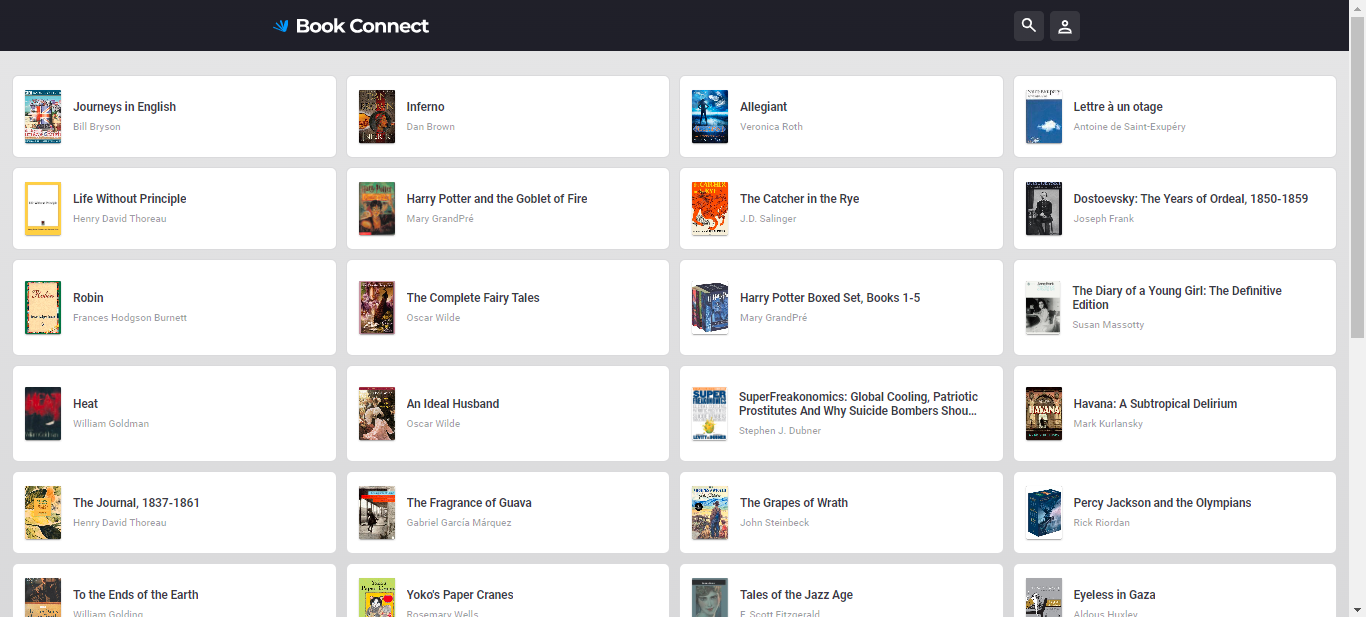 Book Connect
Journeys in English
Bill Bryson
Inferno
Dan Brown
Allegiant
Veronica Roth
Lettre à un otage
Antoine de Saint-Exupéry
Life Without Principle
Henry David Thoreau
Harry Potter and the Goblet of Fire
Mary GrandPré
The Catcher in the Rye
J.D. Salinger
Dostoevsky: The Years of Ordeal, 1850-1859
Joseph Frank
Robin
Frances Hodgson Burnett
The Complete Fairy Tales
Oscar Wilde
Harry Potter Boxed Set, Books 1-5
Mary GrandPré
The Diary of a Young Girl: The Definitive
Edition
Susan Massotty
Heat
William Goldman
An Ideal Husband
Oscar Wilde
SuperFreakonomics: Global Cooling, Patriotic
Prostitutes And Why Suicide Bombers Shou...
Stephen J. Dubner
Havana: A Subtropical Delirium
Mark Kurlansky
The Journal, 1837-1861
Henry David Thoreau
The Fragrance of Guava
Gabriel García Márquez
The Grapes of Wrath
John Steinbeck
Percy Jackson and the Olympians
Rick Riordan
To the Ends of the Earth
William Golding
Yoko's Paper Cranes
Rosemary Wells
Tales of the Jazz Age
F. Scott Fitzgerald
Eyeless in Gaza
Aldous Huxley